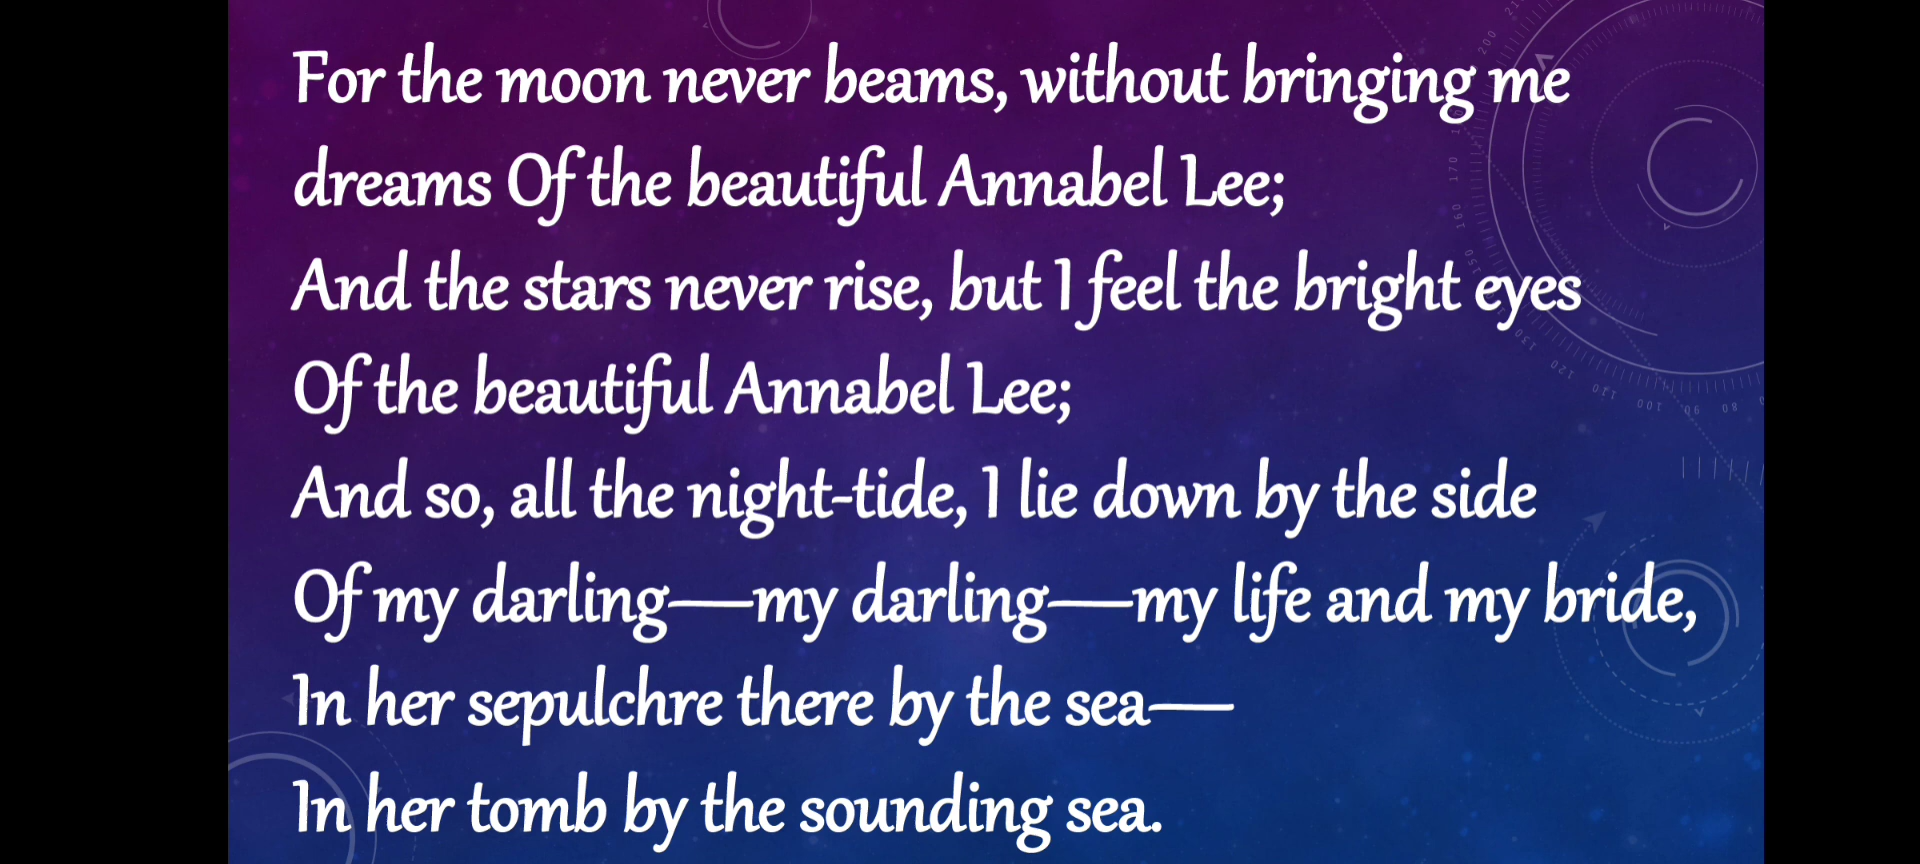 For the moon never beams, without bringing me
dreams Of the beautiful Annabel Lee;
And the stars never rise, but I feel the bright eyes
Of the beautiful Annabel Lee;
And so, all the night-tide, I lie down by the side
Of my darling—my darling—my life and my bride,
In her sepulchre there by the sea—
In her tomb by the sounding sea.